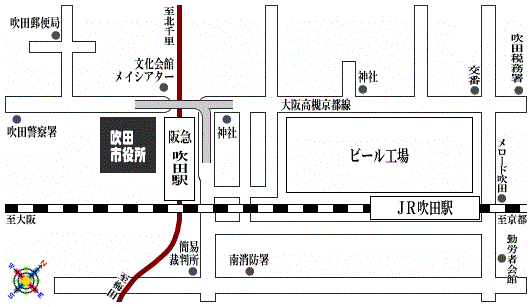 至北千里
吹田郵便局
文化会館
メイシアター
神社
交番
吹田税務署
大阪高槻京都線
吹田警察署
吹田
市役所
阪急
吹田駅
神社
ビール工場
メロード吹田
JR吹田駅
至大阪
至京都
簡易
裁判所
南消防署
勤労者会館
至梅田